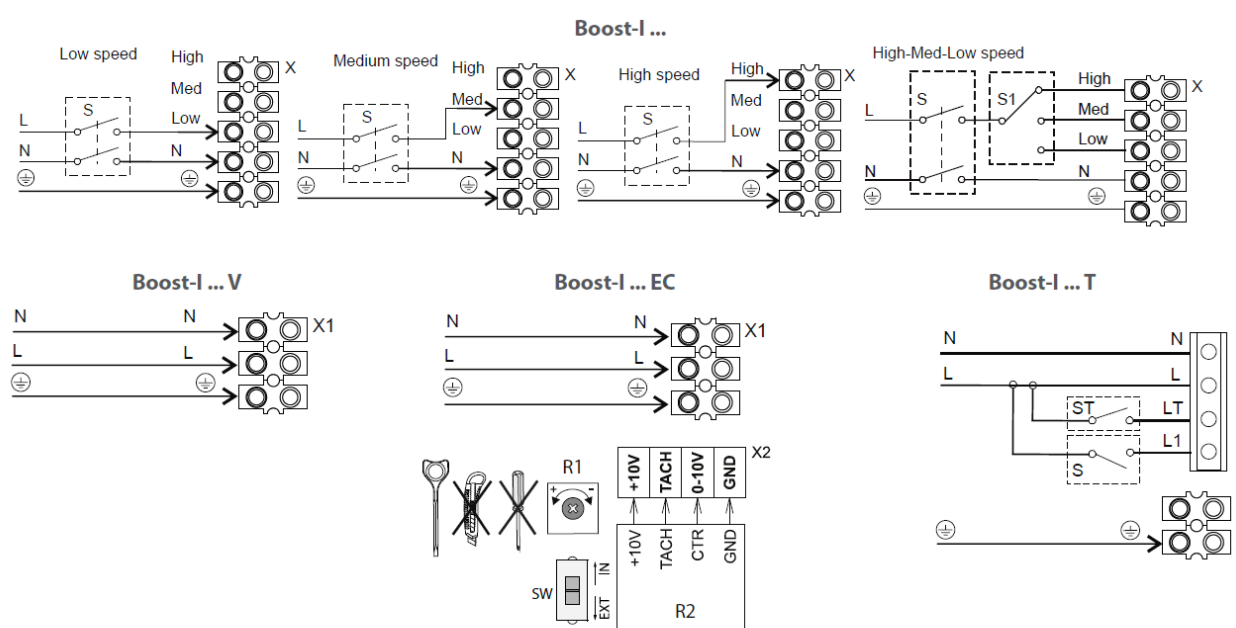 Boost-I ...
Low speed
High
X
Med
S
Low
L
N
N
Medium speed
High
X
Med
S
Low
L
N
N
High speed
High
X
Med
S
Low
L
N
N
High-Med-Low speed
High
X
S
S1
Med
L
Low
N
N
Boost-I ... V
N
N
X1
L
L
Boost-I ... EC
N
N
X1
L
L
R1
+
-
SW
IN
EXT
X2
+10V
TACH
0-10V
GND
+10V
TACH
CTR
GND
R2
Boost-I ... T
N
N
L
L
ST
LT
L1
S